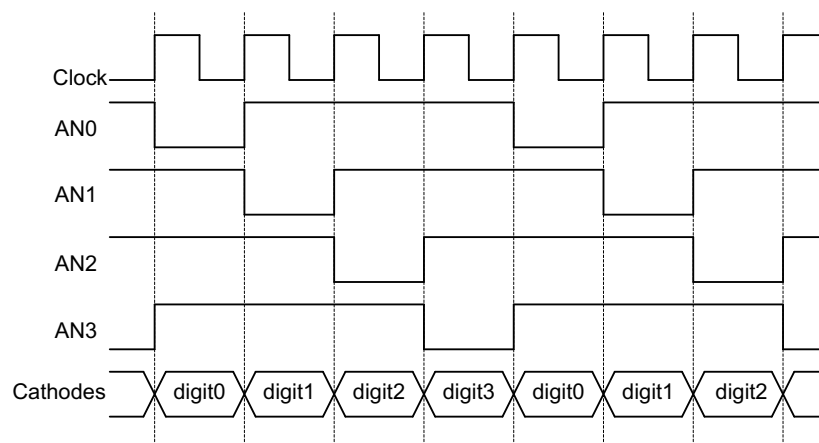 Clock
AN0
AN1
AN2
AN3
Cathodes digit0 digit1 digit2 digit3 digit0 digit1 digit2